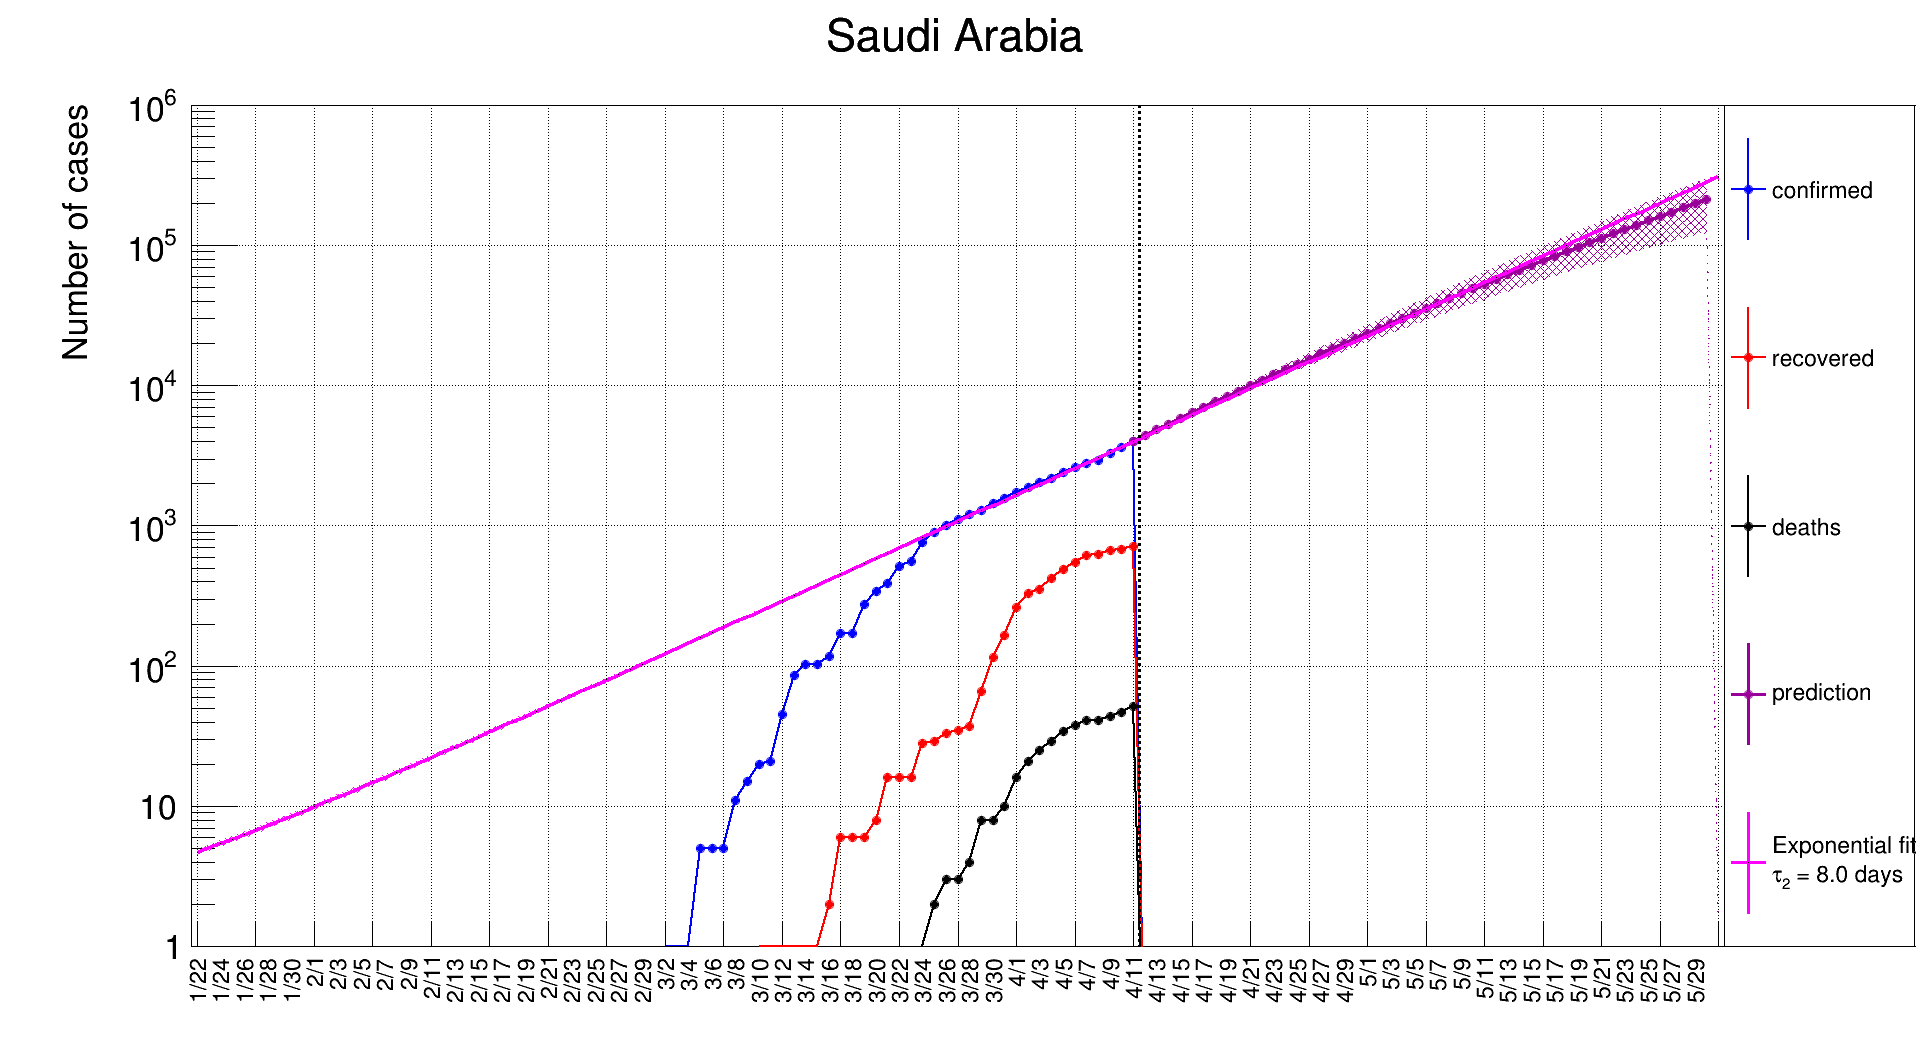 Saudi Arabia
Number of cases
10^6
10^5
10^4
10^3
10^2
10
1
1/22 1/24 1/26 1/28 1/30 2/1 2/3 2/5 2/7 2/9 2/11 2/13 2/15 2/17 2/19 2/21 2/23 2/25 2/27 2/29 3/2 3/4 3/6 3/8 3/10 3/12 3/14 3/16 3/18 3/20 3/22 3/24 3/26 3/28 3/30 4/1 4/3 4/5 4/7 4/9 4/11 4/13 4/15 4/17 4/19 4/21 4/23 4/25 4/27 4/29 5/1 5/3 5/5 5/7 5/9 5/11 5/13 5/15 5/17 5/19 5/21 5/23 5/25 5/27 5/29
confirmed
recovered
deaths
prediction
Exponential fit
τ₂ = 8.0 days